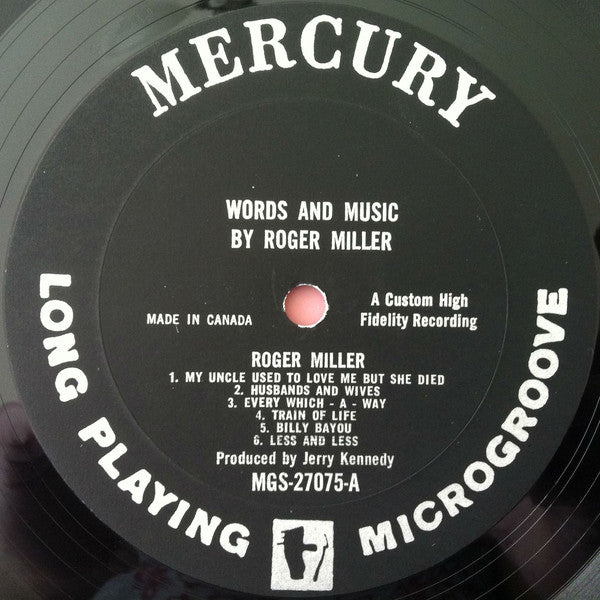 MERCURY
WORDS AND MUSIC
BY ROGER MILLER
MADE IN CANADA
A Custom High
Fidelity Recording
ROGER MILLER
1. MY UNCLE USED TO LOVE ME BUT SHE DIED
2. HUSBANDS AND WIVES
3. EVERY WHICH - A - WAY
4. TRAIN OF LIFE
5. BILLY BAYOU
6. LESS AND LESS
Produced by Jerry Kennedy
MGS-27075-A
LONG PLAYING MICROGROOVE